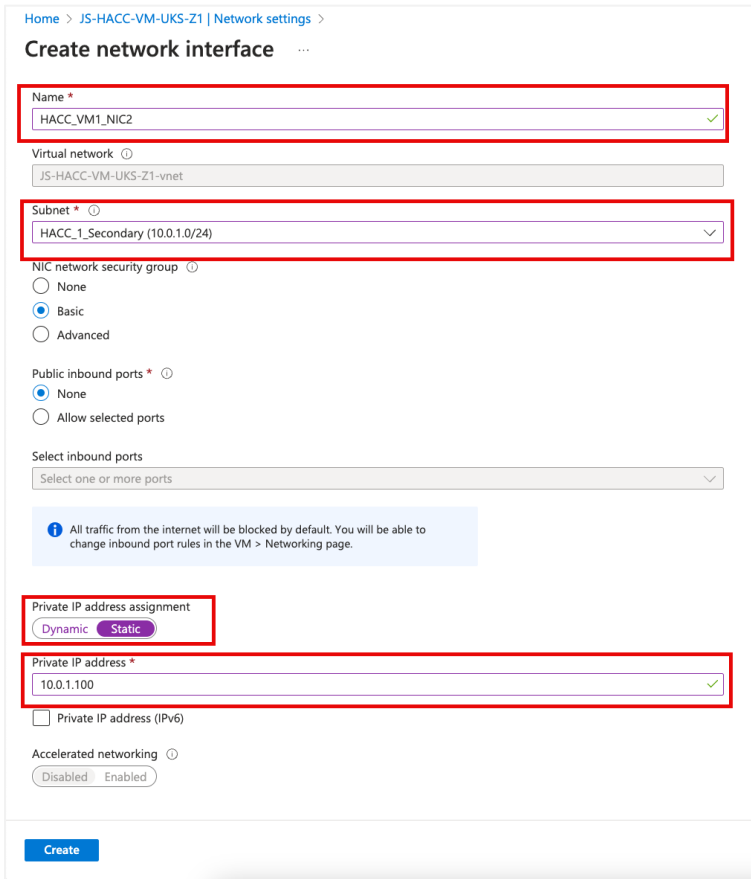 Home > JS-HACC-VM-UKS-Z1 | Network settings >
Create network interface ...
Name *
HACC_VM1_NIC2
Virtual network
JS-HACC-VM-UKS-Z1-vnet
Subnet *
HACC_1_Secondary (10.0.1.0/24)
NIC network security group
None
Basic
Advanced
Public inbound ports *
None
Allow selected ports
Select inbound ports
Select one or more ports
All traffic from the internet will be blocked by default. You will be able to
change inbound port rules in the VM > Networking page.
Private IP address assignment
Dynamic Static
Private IP address *
10.0.1.100
Private IP address (IPv6)
Accelerated networking
Disabled Enabled
Create